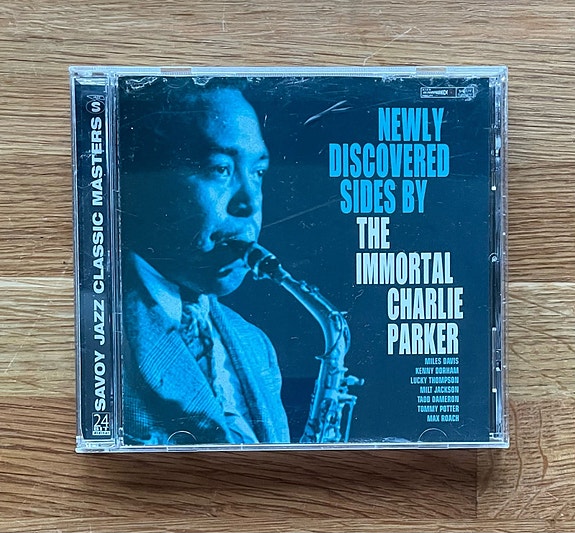 SAVOY JAZZ CLASSIC MASTERS
24
NEWLY
DISCOVERED
SIDES BY
THE
IMMORTAL
CHARLIE
PARKER
MILES DAVIS
KENNY DORHAM
LUCKY THOMPSON
MILT JACKSON
TADD DAMERON
TOMMY POTTER
MAX ROACH